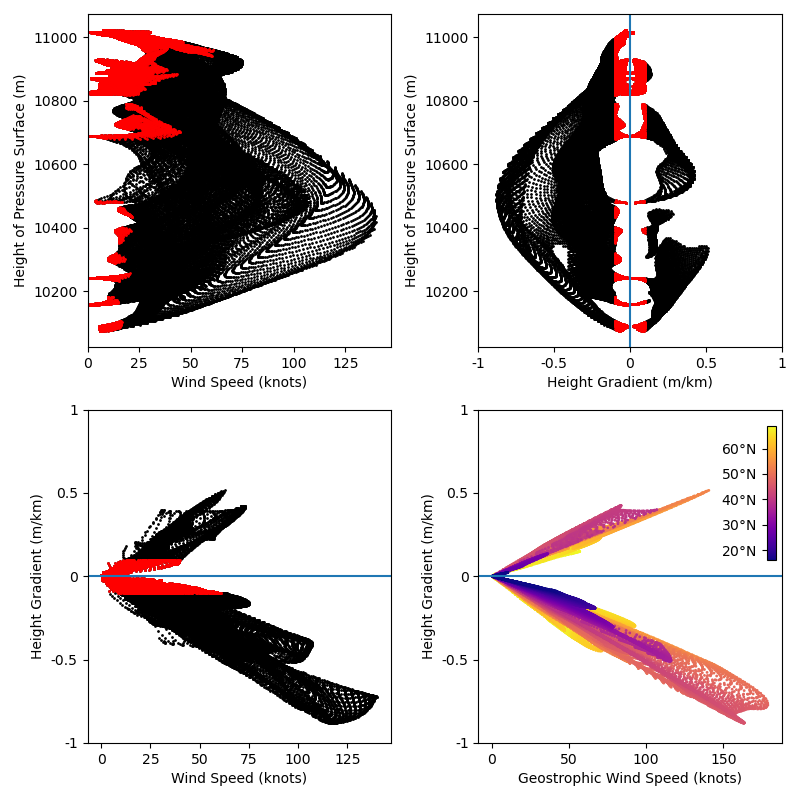 11000
10800
10600
10400
10200
Height of Pressure Surface (m)
0 25 50 75 100 125
Wind Speed (knots)
11000
10800
10600
10400
10200
Height of Pressure Surface (m)
-1 -0.5 0 0.5 1
Height Gradient (m/km)
1
0.5
0
-0.5
-1
Height Gradient (m/km)
0 25 50 75 100 125
Wind Speed (knots)
1
0.5
0
-0.5
-1
Height Gradient (m/km)
60°N
50°N
40°N
30°N
20°N
0 50 100 150
Geostrophic Wind Speed (knots)